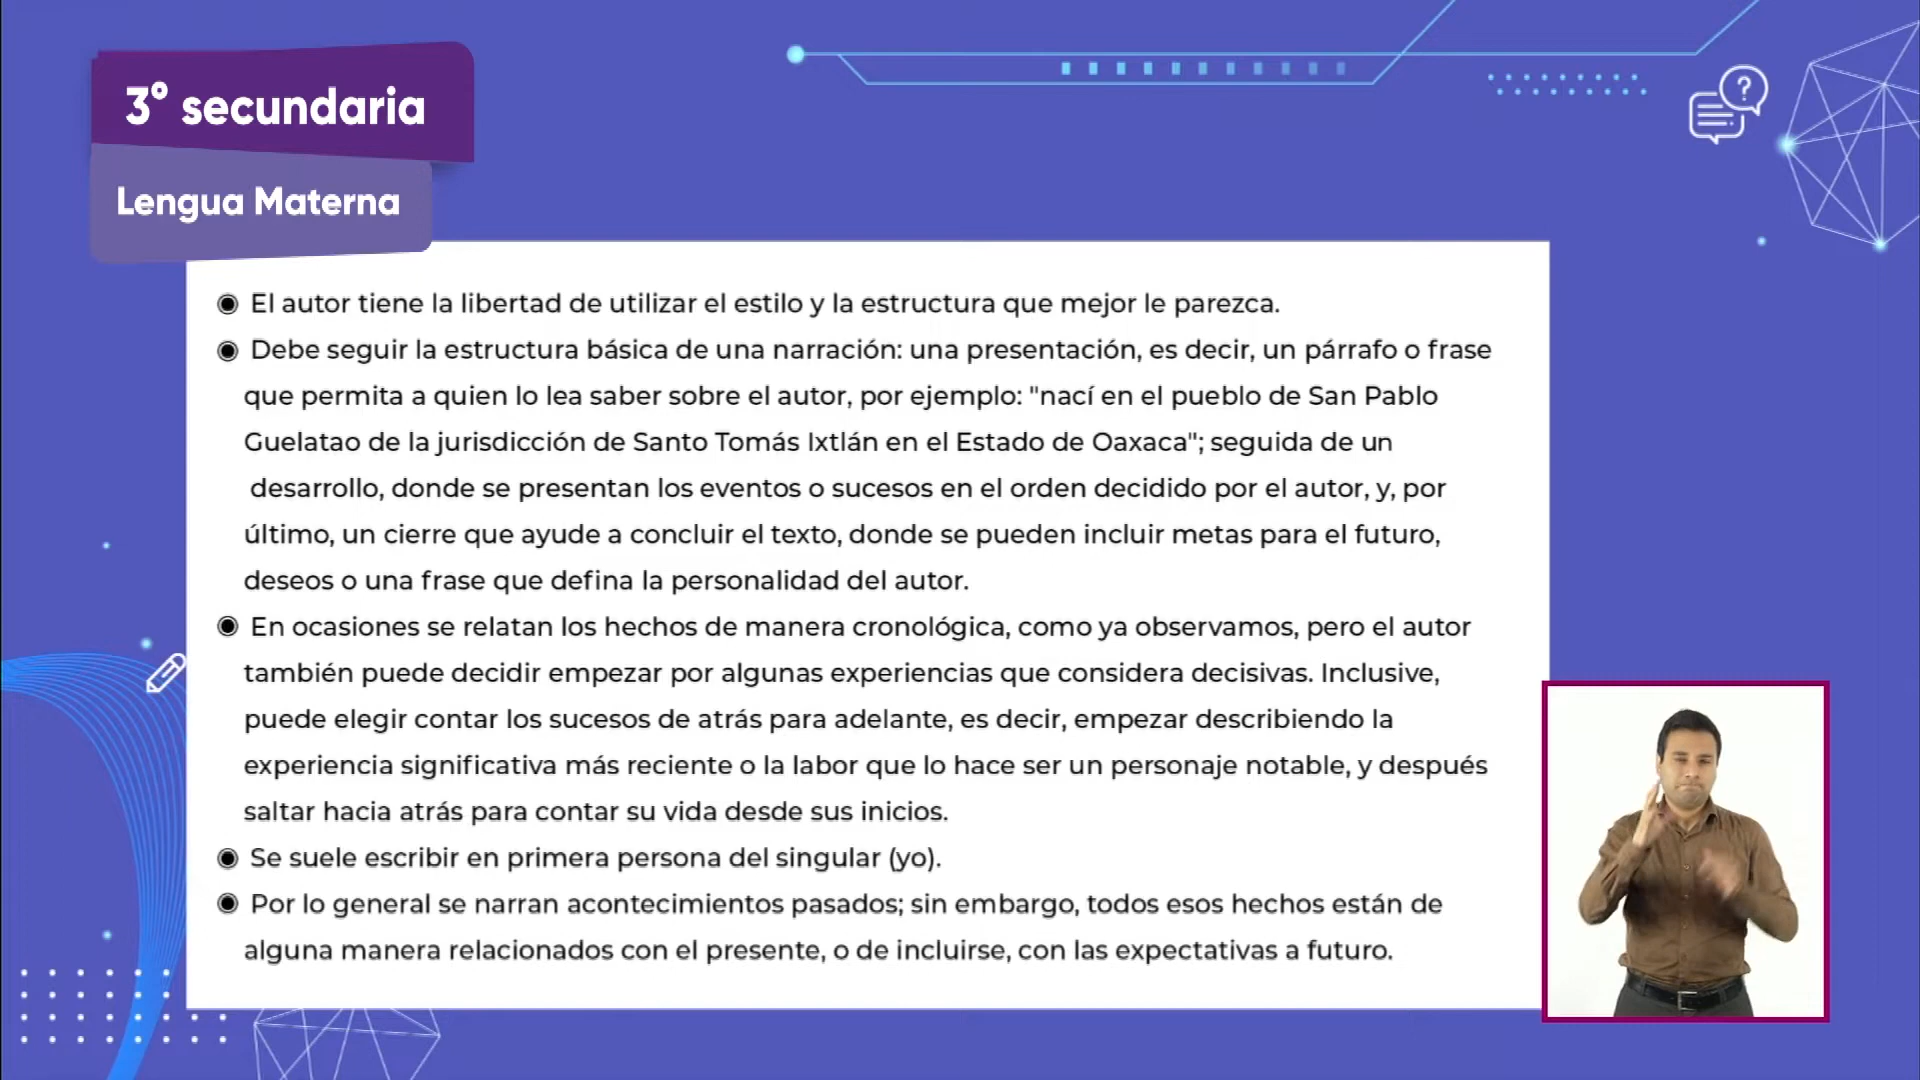 3° secundaria
Lengua Materna
?
◉ El autor tiene la libertad de utilizar el estilo y la estructura que mejor le parezca.
◉ Debe seguir la estructura básica de una narración: una presentación, es decir, un párrafo o frase
que permita a quien lo lea saber sobre el autor, por ejemplo: "nací en el pueblo de San Pablo
Guelatao de la jurisdicción de Santo Tomás Ixtlán en el Estado de Oaxaca"; seguida de un
desarrollo, donde se presentan los eventos o sucesos en el orden decidido por el autor, y, por
último, un cierre que ayude a concluir el texto, donde se pueden incluir metas para el futuro,
deseos o una frase que defina la personalidad del autor.
◉ En ocasiones se relatan los hechos de manera cronológica, como ya observamos, pero el autor
también puede decidir empezar por algunas experiencias que considera decisivas. Inclusive,
puede elegir contar los sucesos de atrás para adelante, es decir, empezar describiendo la
experiencia significativa más reciente o la labor que lo hace ser un personaje notable, y después
saltar hacia atrás para contar su vida desde sus inicios.
◉ Se suele escribir en primera persona del singular (yo).
◉ Por lo general se narran acontecimientos pasados; sin embargo, todos esos hechos están de
alguna manera relacionados con el presente, o de incluirse, con las expectativas a futuro.